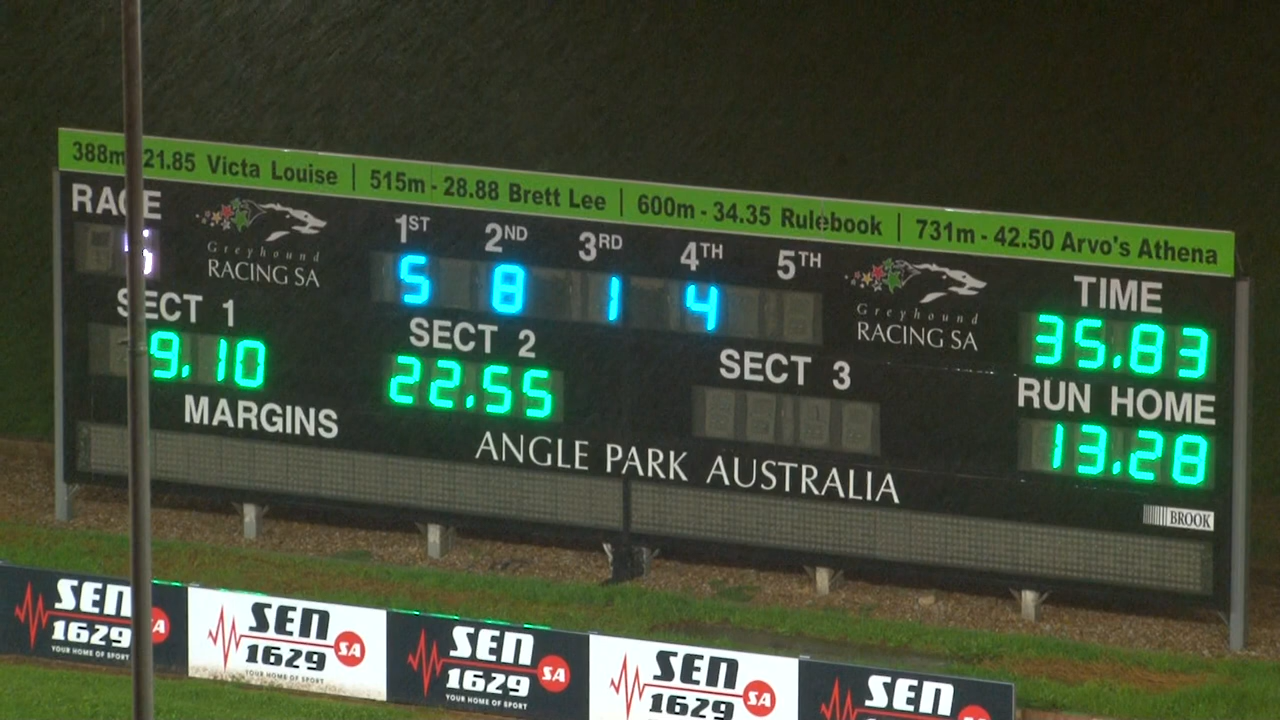 388m 21.85 Victa Louise | 515m - 28.88 Brett Lee | 600m - 34.35 Rulebook | 731m - 42.50 Arvo's Athena
RACE
Greyhound
RACING SA
1ST 2ND 3RD 4TH 5TH
5 8 1 4
Greyhound
RACING SA
TIME
35.83
SECT 1
9.10
SECT 2
22.55
SECT 3
RUN HOME
13.28
MARGINS
ANGLE PARK AUSTRALIA
BROOK
SEN
1629
SA
YOUR HOME OF SPORT
SEN
1629
SA
YOUR HOME OF SPORT
SEN
1629
SA
YOUR HOME OF SPORT
SEN
1629
SA
SEN
1629